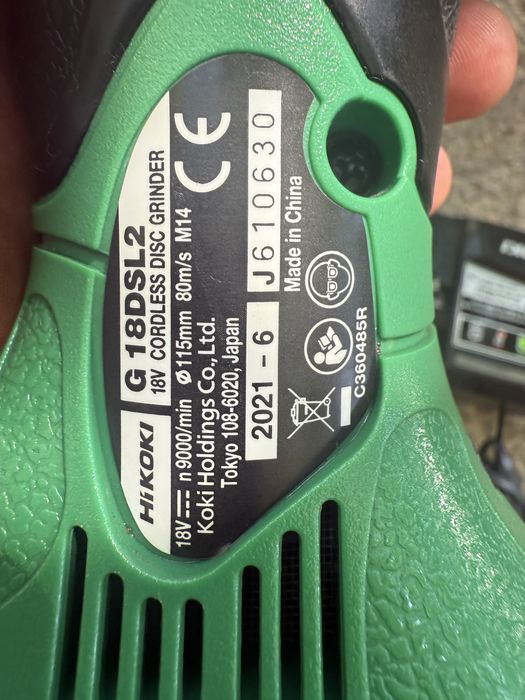 HiKOKI
G 18DSL2
18V CORDLESS DISC GRINDER
18V⎓ n 9000/min ø115mm 80m/s M14
Koki Holdings Co., Ltd.
Tokyo 108-6020, Japan
CE
2021 - 6
J610630
Made in China
C360485R